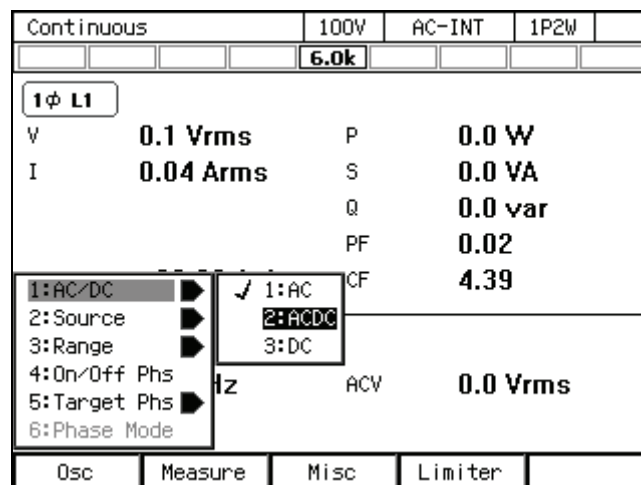 Continuous 100V AC-INT 1P2W
6.0k
1ϕ L1
V 0.1 Vrms P 0.0 W
I 0.04 Arms S 0.0 VA
Q 0.0 var
PF 0.02
CF 4.39
1:AC/DC
2:Source
3:Range
4:On/Off Phs
5:Target Phs
6:Phase Mode
✓ 1:AC
2:ACDC
3:DC
Hz ACV 0.0 Vrms
Osc Measure Misc Limiter